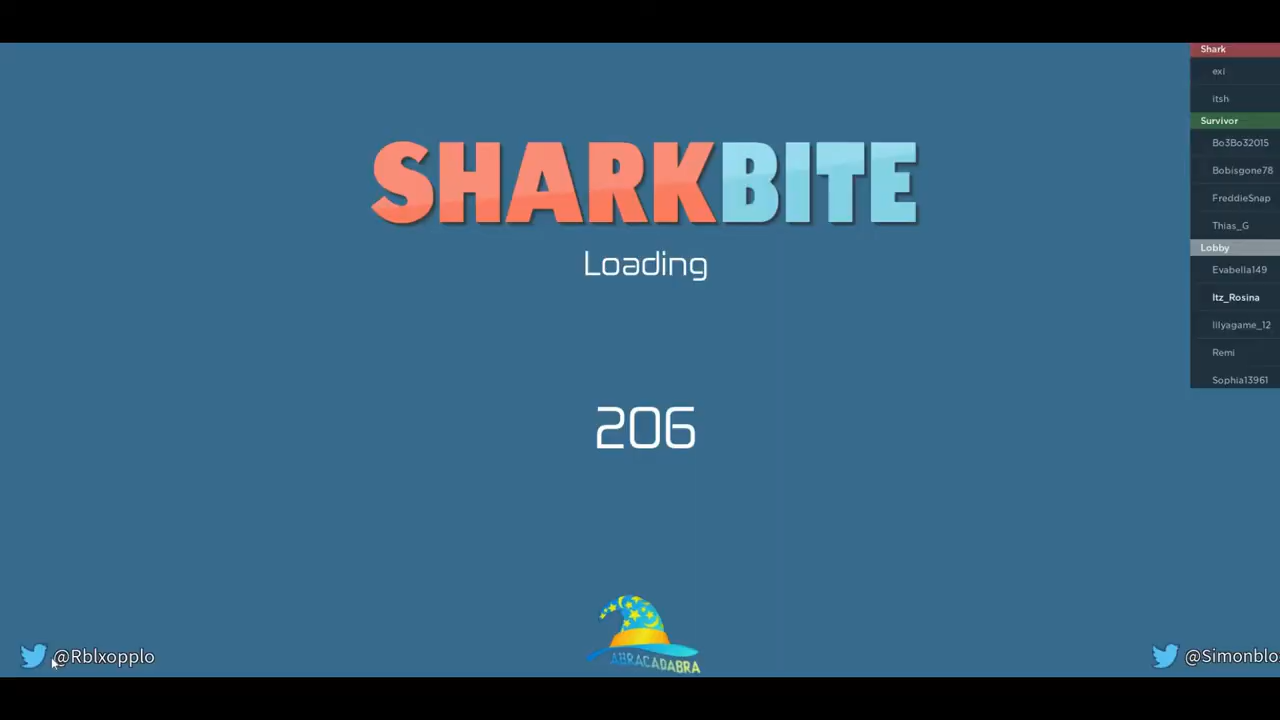 SHARKBITE
Loading
206
ABRACADABRA
@Rblxopplo
@Simonblo
Shark
exi
itsh
Survivor
Bo3Bo32015
Bobisgone78
FreddieSnap
Thias_G
Lobby
Evabella149
Itz_Rosina
Illyagame_12
Remi
Sophia13961